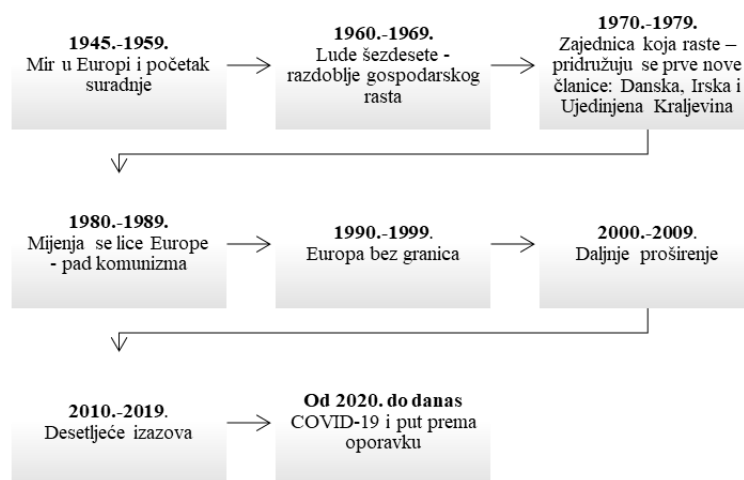 1945.-1959.
Mir u Europi i početak
suradnje
1960.-1969.
Lude šezdesete -
razdoblje gospodarskog
rasta
1970.-1979.
Zajednica koja raste –
pridružuju se prve nove
članice: Danska, Irska i
Ujedinjena Kraljevina
1980.-1989.
Mijenja se lice Europe
- pad komunizma
1990.-1999.
Europa bez granica
2000.-2009.
Daljnje proširenje
2010.-2019.
Desetljeće izazova
Od 2020. do danas
COVID-19 i put prema
oporavku